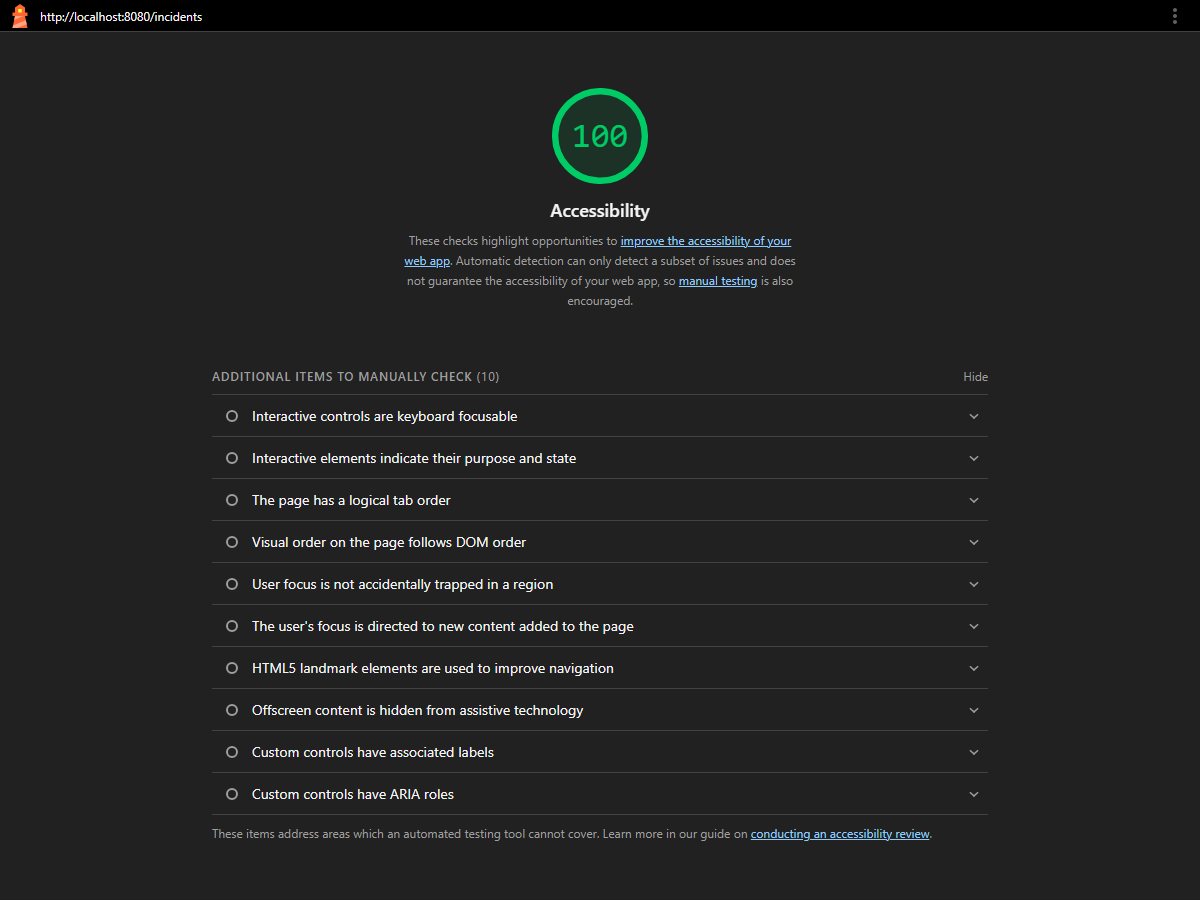 http://localhost:8080/incidents
100
Accessibility
These checks highlight opportunities to improve the accessibility of your
web app. Automatic detection can only detect a subset of issues and does
not guarantee the accessibility of your web app, so manual testing is also
encouraged.
ADDITIONAL ITEMS TO MANUALLY CHECK (10) Hide
Interactive controls are keyboard focusable
Interactive elements indicate their purpose and state
The page has a logical tab order
Visual order on the page follows DOM order
User focus is not accidentally trapped in a region
The user's focus is directed to new content added to the page
HTML5 landmark elements are used to improve navigation
Offscreen content is hidden from assistive technology
Custom controls have associated labels
Custom controls have ARIA roles
These items address areas which an automated testing tool cannot cover. Learn more in our guide on conducting an accessibility review.